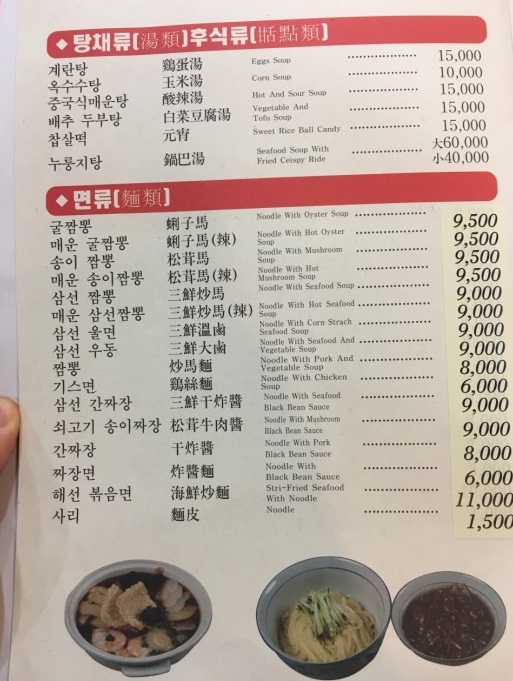 ◆ 탕채류(湯類)후식류(甛點類)
계란탕 鷄蛋湯 Eggs Soup 15,000
옥수수탕 玉米湯 Corn Soup 10,000
중국식매운탕 酸辣湯 Hot And Sour Soup 15,000
배추 두부탕 白菜豆腐湯 Vegetable And
Tofu Soup 15,000
찹살떡 元宵 Sweet Rice Ball Candy 15,000
누룽지탕 鍋巴湯 Seafood Soup With 大60,000
Fried Ceispy Ride 小40,000
◆ 면류(麵類)
굴짬뽕 蜊子馬 Noodle With Oyster Soup 9,500
매운 굴짬뽕 蜊子馬(辣) Noodle With Hot Oyster
Soup 9,500
송이 짬뽕 松茸馬 Noodle With Mushroom
Soup 9,500
매운 송이짬뽕 松茸馬(辣) Noodle With Hot
Mushroom Soup 9,500
삼선 짬뽕 三鮮炒馬 Noodle With Seafood Soup 9,000
매운 삼선짬뽕 三鮮炒馬(辣) Noodle With Hot Seafood
Soup 9,000
삼선 울면 三鮮溫鹵 Noodle With Corn Strach
Seafood Soup 9,000
삼선 우동 三鮮大鹵 Noodle With Seafood And
Vegetable Soup 9,000
짬뽕 炒馬麵 Noodle With Pork And
Vegetable Soup 8,000
기스면 鷄絲麵 Noodle With Chicken
Soup 6,000
삼선 간짜장 三鮮干炸醬 Noodle With Seafood
Black Bean Sauce 9,000
쇠고기 송이짜장 松茸牛肉醬 Noodle With Mushroom
Black Bean Sauce 9,000
간짜장 干炸醬 Noodle With Pork
Black Bean Sauce 8,000
짜장면 炸醬麵 Noodle With
Black Bean Sauce 6,000
해선 볶음면 海鮮炒麵 Stri-Fried Seafood
With Noodle 11,000
사리 麵皮 Noodle 1,500